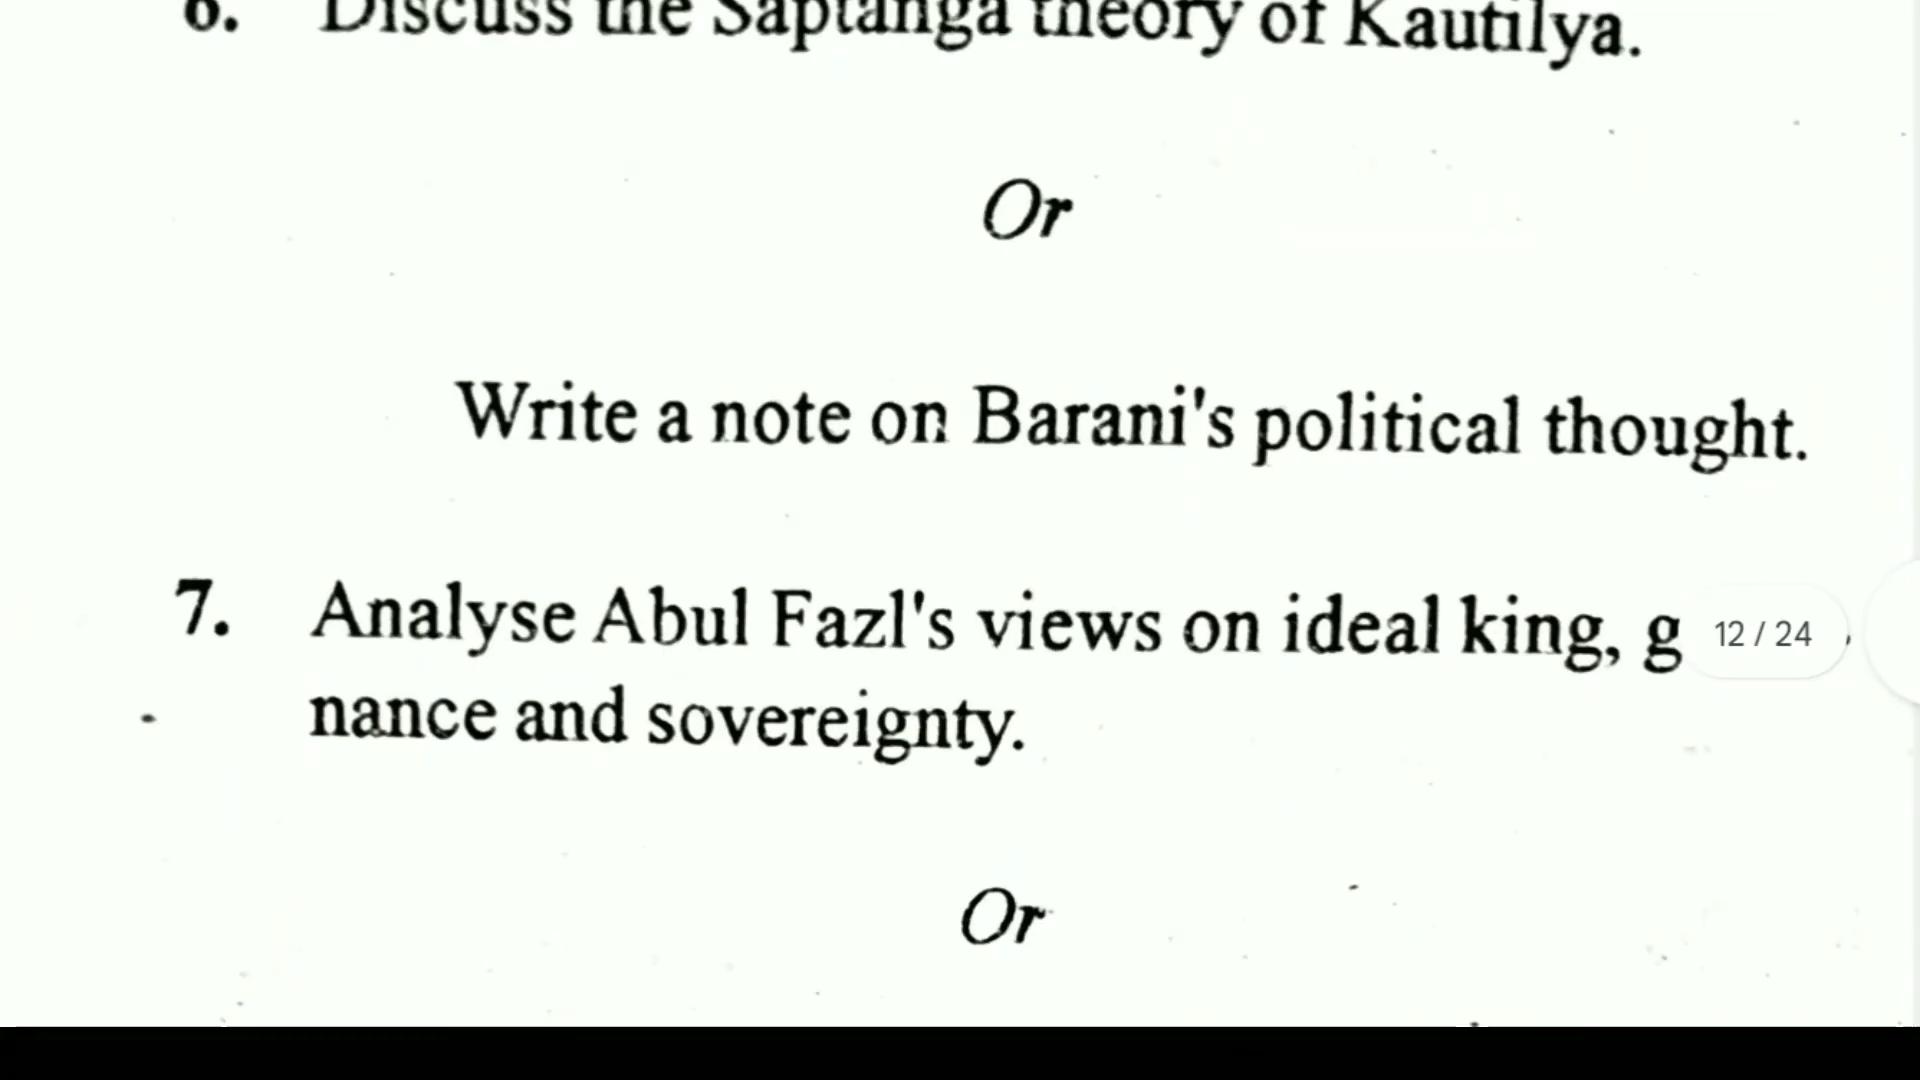 6. Discuss the Saptanga theory of Kautilya.
Or
Write a note on Barani's political thought.
7. Analyse Abul Fazl's views on ideal king, g
12 / 24
nance and sovereignty.
Or